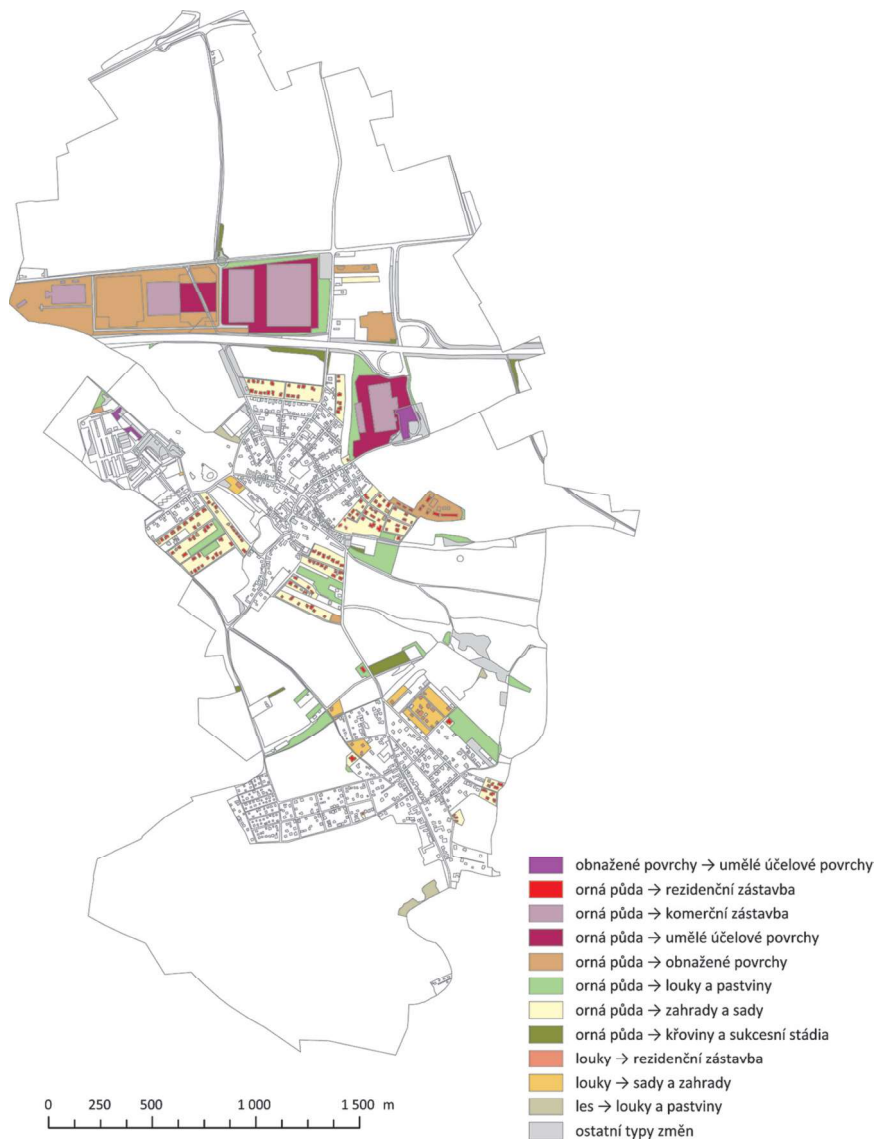 obnažené povrchy → umělé účelové povrchy
orná půda → rezidenční zástavba
orná půda → komerční zástavba
orná půda → umělé účelové povrchy
orná půda → obnažené povrchy
orná půda → louky a pastviny
orná půda → zahrady a sady
orná půda → křoviny a sukcesní stádia
louky → rezidenční zástavba
louky → sady a zahrady
les → louky a pastviny
ostatní typy změn
0 250 500 1 000 1 500 m